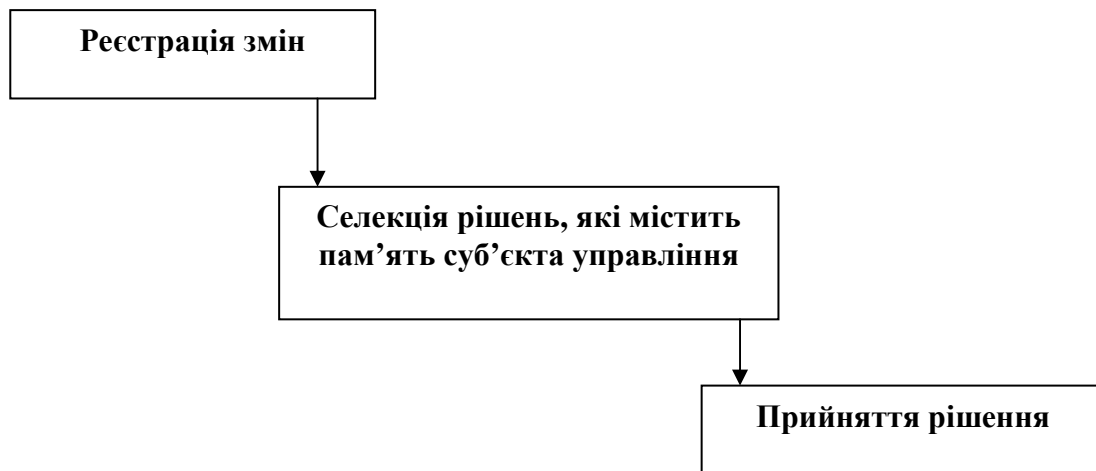 Реєстрація змін
Селекція рішень, які містить
пам’ять суб’єкта управління
Прийняття рішення